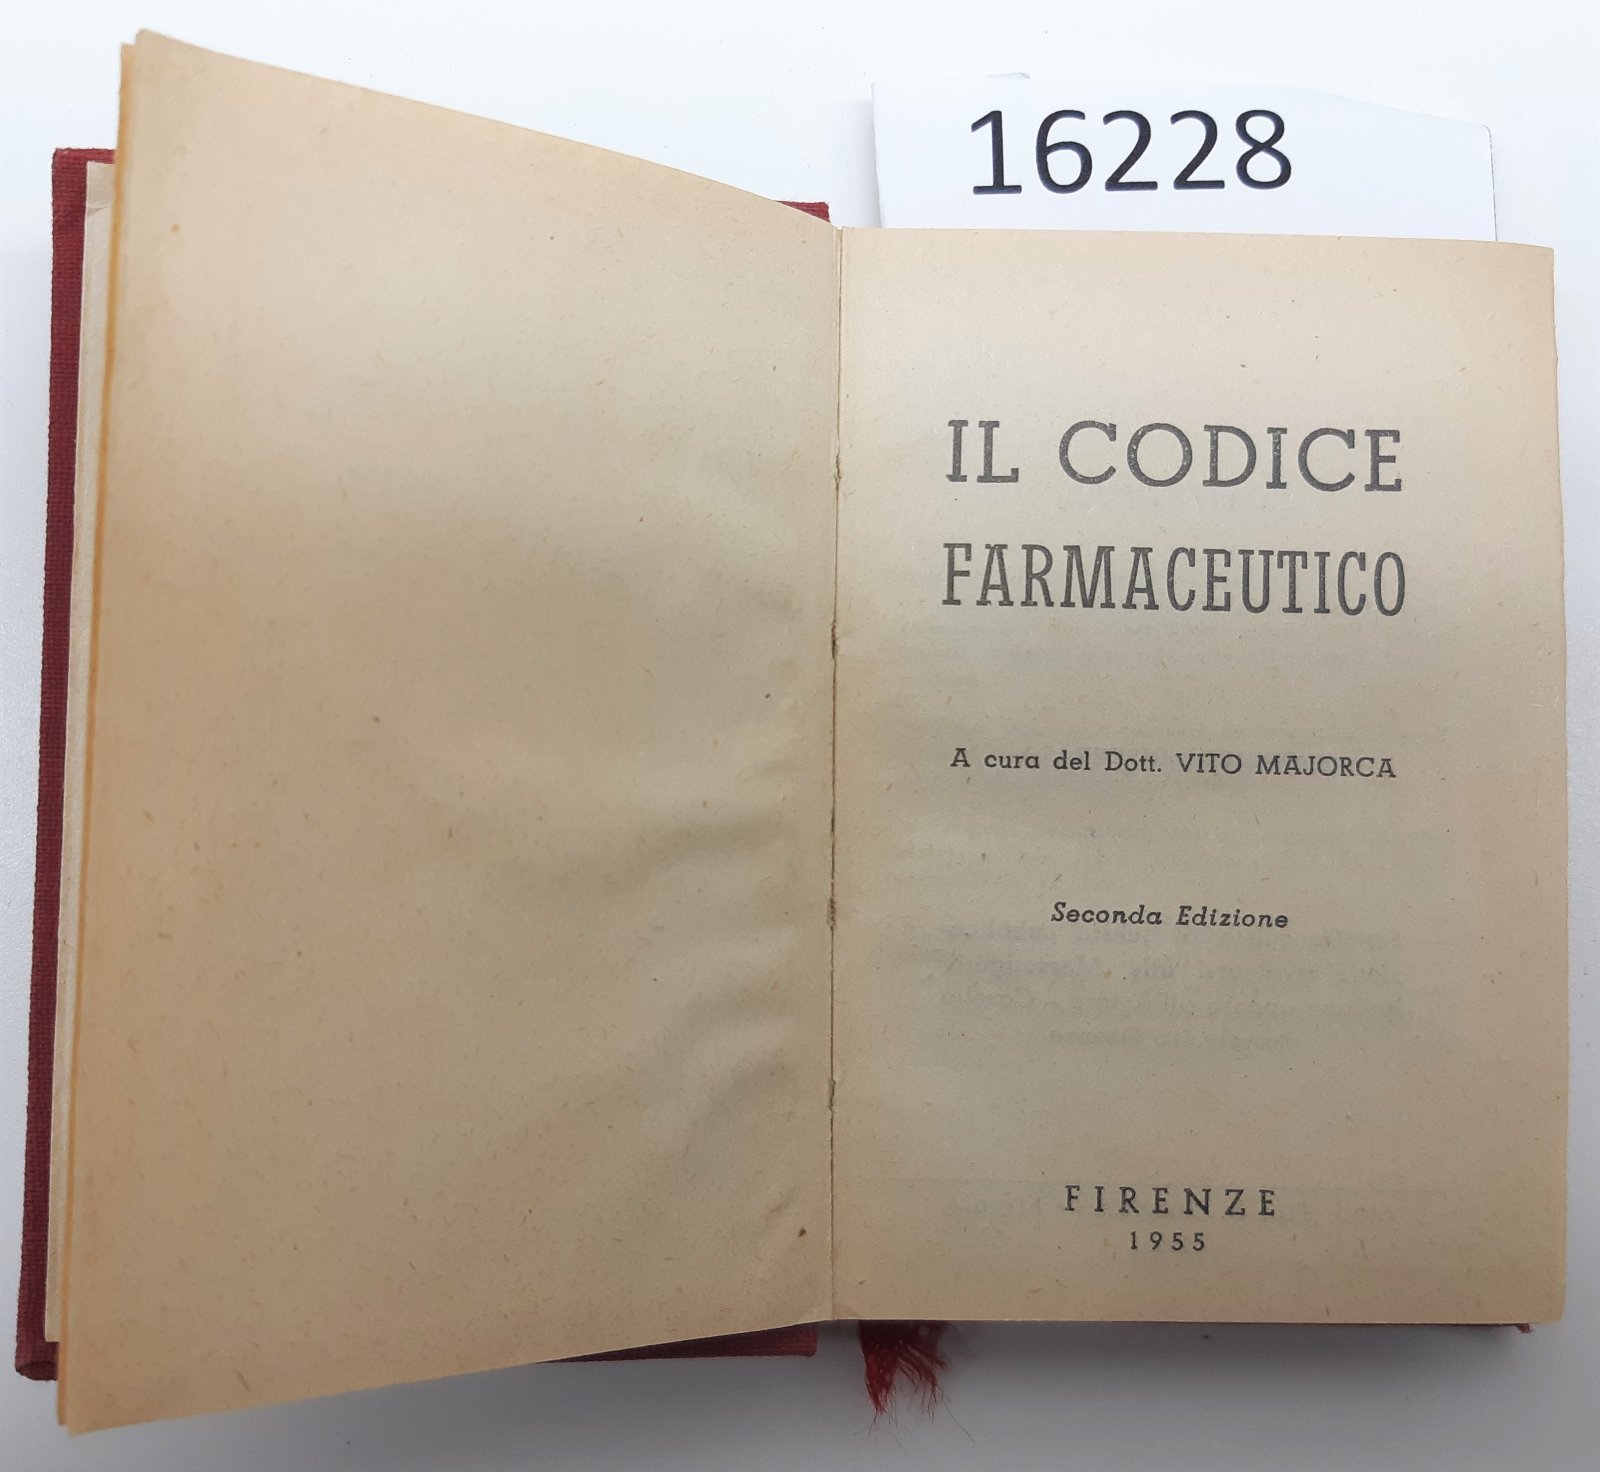 16228
IL CODICE
FARMACEUTICO
A cura del Dott. VITO MAJORCA
Seconda Edizione
FIRENZE
1955